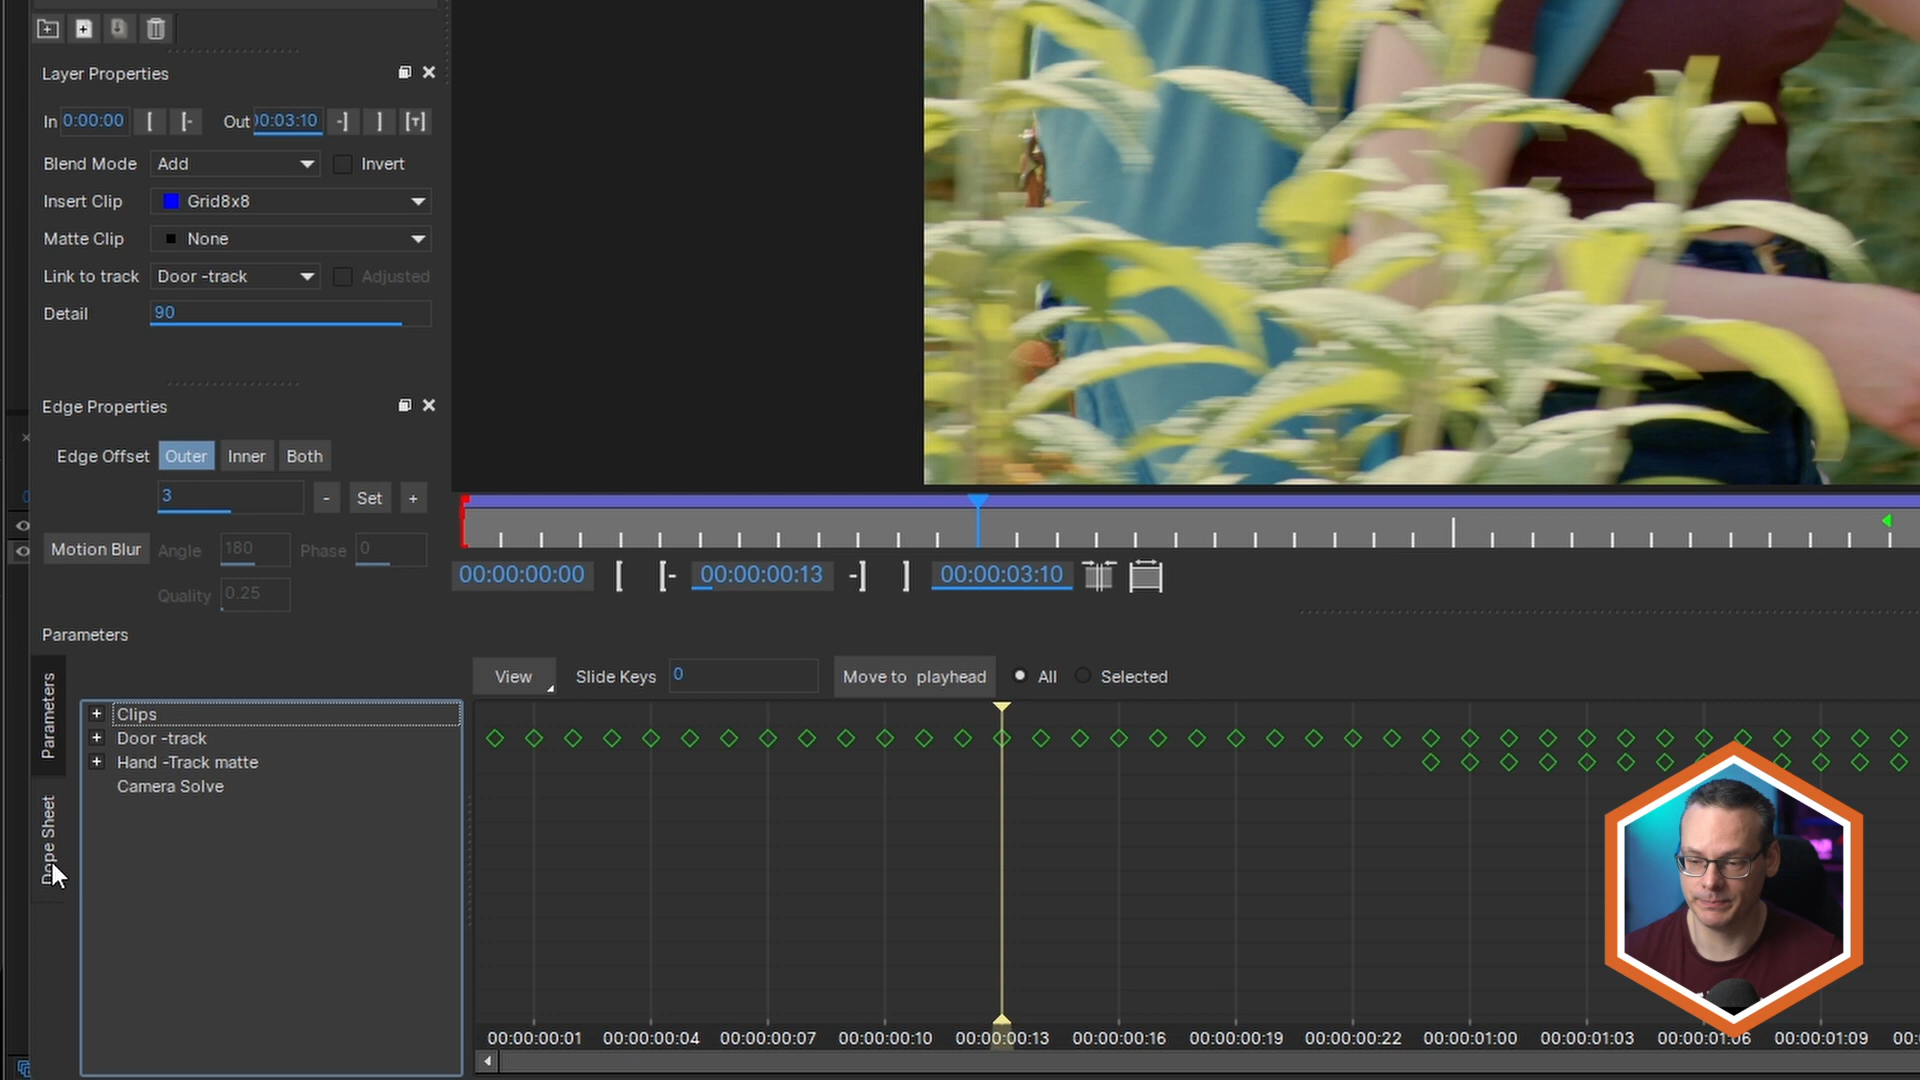 Layer Properties
In 0:00:00 [ [- Out 00:03:10 -] ] [T]
Blend Mode Add Invert
Insert Clip Grid8x8
Matte Clip None
Link to track Door -track Adjusted
Detail 90
Edge Properties
Edge Offset Outer Inner Both
3 - Set +
Motion Blur Angle 180 Phase 0
Quality 0.25
00:00:00:00 [ [- 00:00:00:13 -] ] 00:00:03:10
Parameters
Parameters
Dope Sheet
View Slide Keys 0 Move to playhead All Selected
Clips
Door -track
Hand -Track matte
Camera Solve
00:00:00:01 00:00:00:04 00:00:00:07 00:00:00:10 00:00:00:13 00:00:00:16 00:00:00:19 00:00:00:22 00:00:01:00 00:00:01:03 00:00:01:06 00:00:01:09 00: